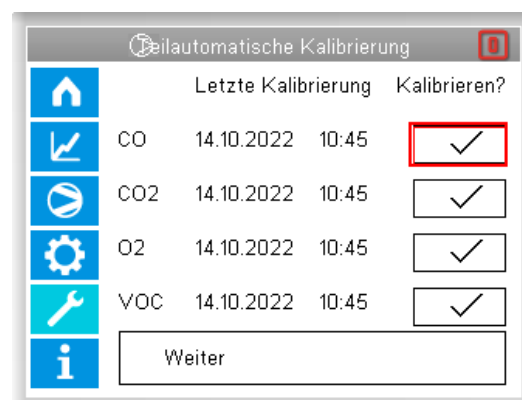 Teilautomatische Kalibrierung
Letzte Kalibrierung Kalibrieren?
CO 14.10.2022 10:45
CO2 14.10.2022 10:45
O2 14.10.2022 10:45
VOC 14.10.2022 10:45
Weiter